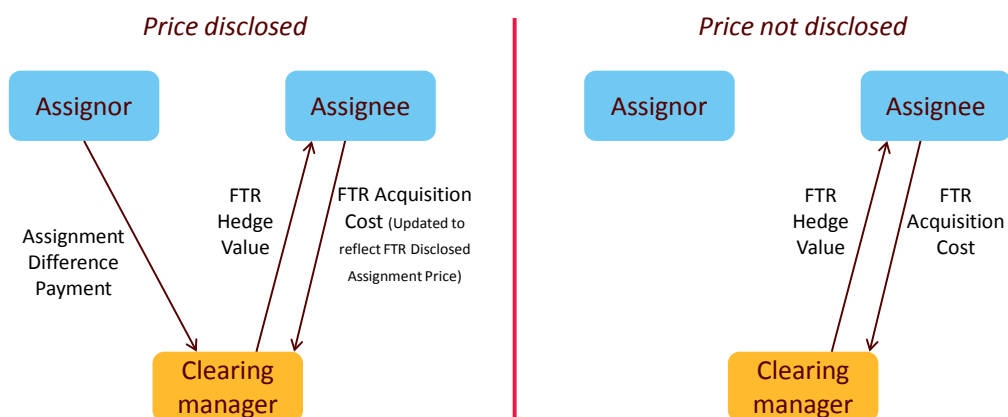 Price disclosed
Assignor
Assignee
Assignment
Difference
Payment
FTR
Hedge
Value
FTR Acquisition
Cost (Updated to
reflect FTR Disclosed
Assignment Price)
Clearing
manager
Price not disclosed
Assignor
Assignee
FTR
Hedge
Value
FTR
Acquisition
Cost
Clearing
manager